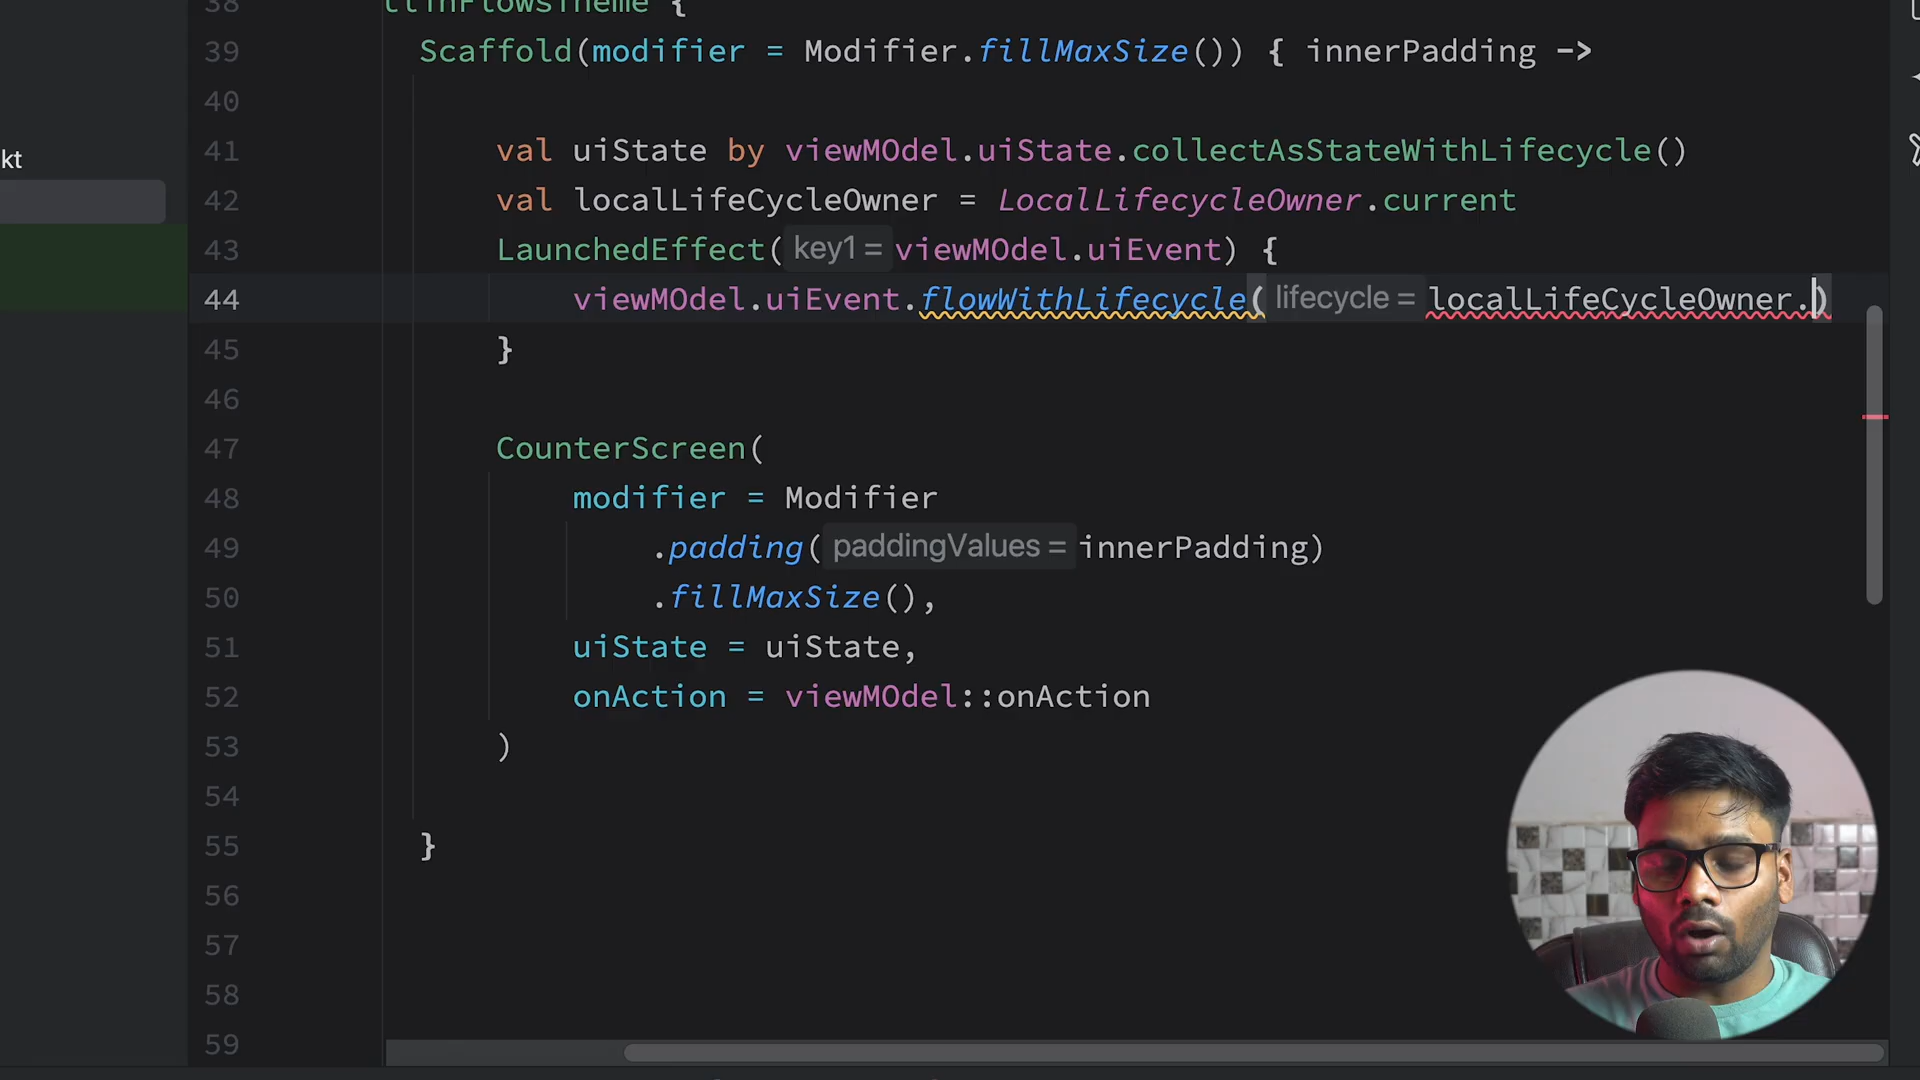 38 tlinFlowsTheme {
39 Scaffold(modifier = Modifier.fillMaxSize()) { innerPadding ->
40
41 val uiState by viewMOdel.uiState.collectAsStateWithLifecycle()
kt
42 val localLifeCycleOwner = LocalLifecycleOwner.current
43 LaunchedEffect( key1 = viewMOdel.uiEvent) {
44 viewMOdel.uiEvent.flowWithLifecycle( lifecycle = localLifeCycleOwner.)
45 }
46
47 CounterScreen(
48 modifier = Modifier
49 .padding( paddingValues = innerPadding)
50 .fillMaxSize(),
51 uiState = uiState,
52 onAction = viewMOdel::onAction
53 )
54
55 }
56
57
58
59